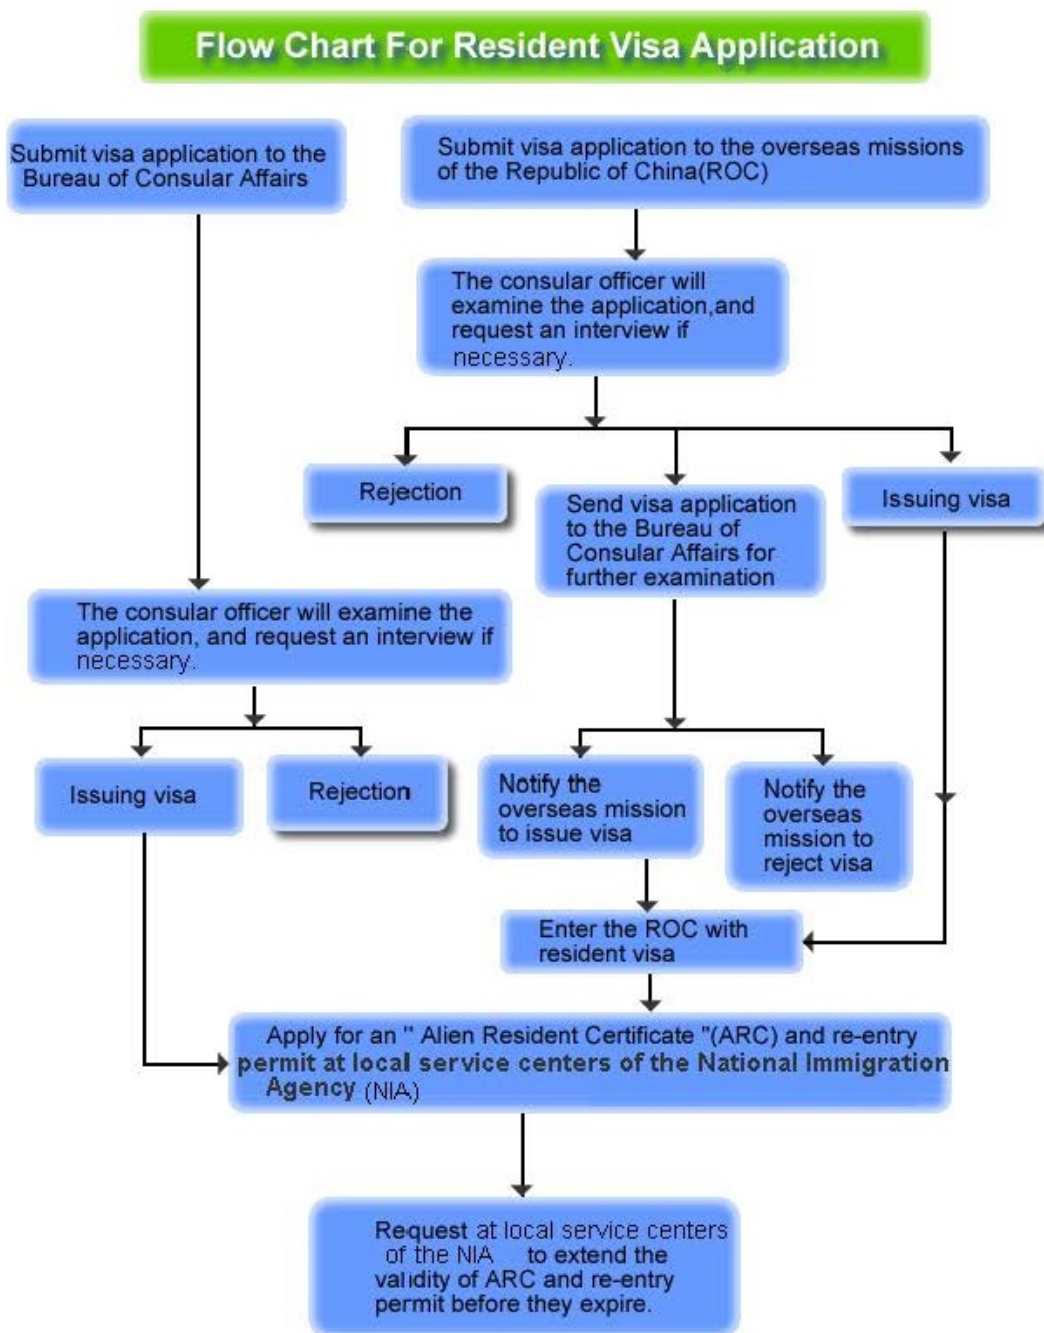 Flow Chart For Resident Visa Application
Submit visa application to the
Bureau of Consular Affairs
Submit visa application to the overseas missions
of the Republic of China(ROC)
The consular officer will
examine the application,and
request an interview if
necessary.
Rejection
Send visa application
to the Bureau of
Consular Affairs for
further examination
Issuing visa
The consular officer will examine the
application, and request an interview if
necessary.
Issuing visa
Rejection
Notify the
overseas mission
to issue visa
Notify the
overseas
mission to
reject visa
Enter the ROC with
resident visa
Apply for an " Alien Resident Certificate "(ARC) and re-entry
permit at local service centers of the National Immigration
Agency (NIA)
Request at local service centers
of the NIA to extend the
validity of ARC and re-entry
permit before they expire.